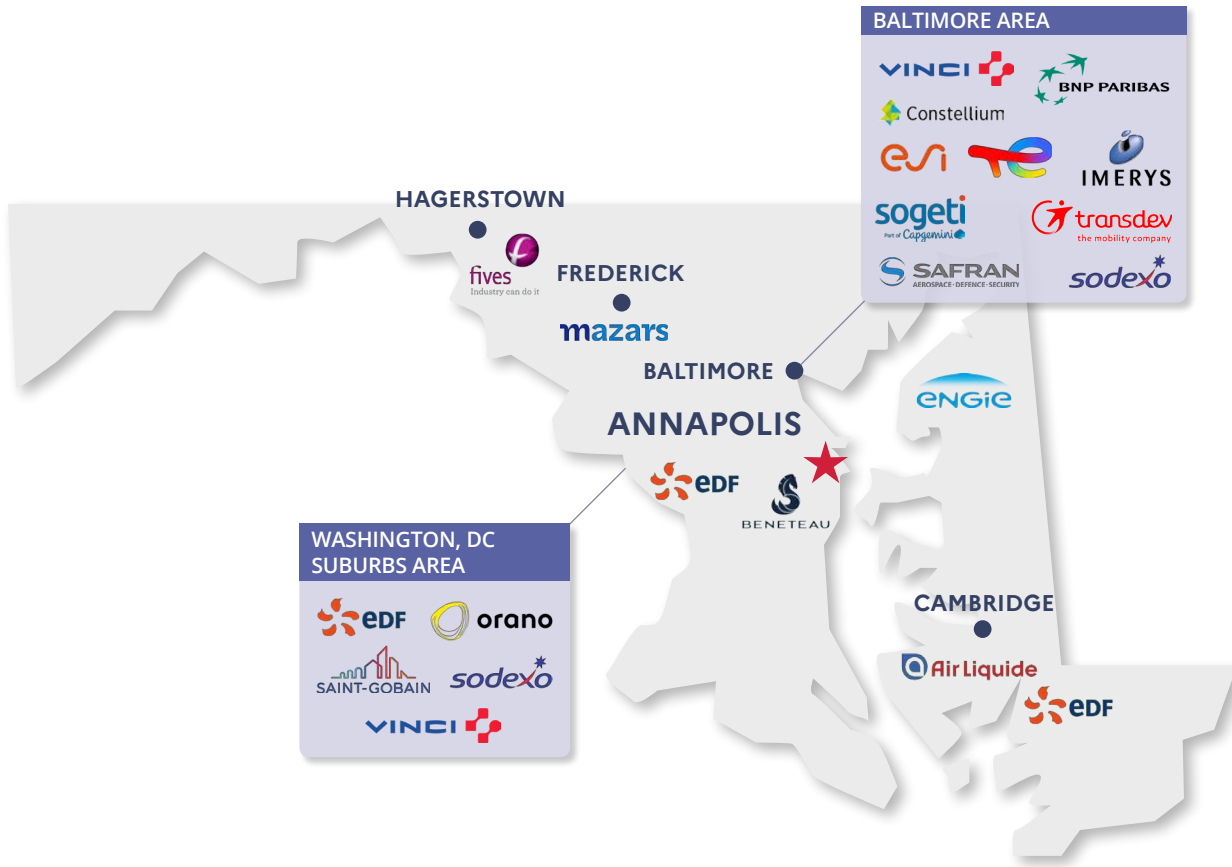 BALTIMORE AREA
VINCI
BNP PARIBAS
Constellium
esi
TE
IMERYS
sogeti
Part of Capgemini
transdev
the mobility company
SAFRAN
AEROSPACE · DEFENCE · SECURITY
sodexo
HAGERSTOWN
f
fives
Industry can do it
FREDERICK
mazars
BALTIMORE
ENGIE
ANNAPOLIS
eDF
BENETEAU
WASHINGTON, DC
SUBURBS AREA
eDF
orano
SAINT-GOBAIN
sodexo
VINCI
CAMBRIDGE
Air Liquide
eDF